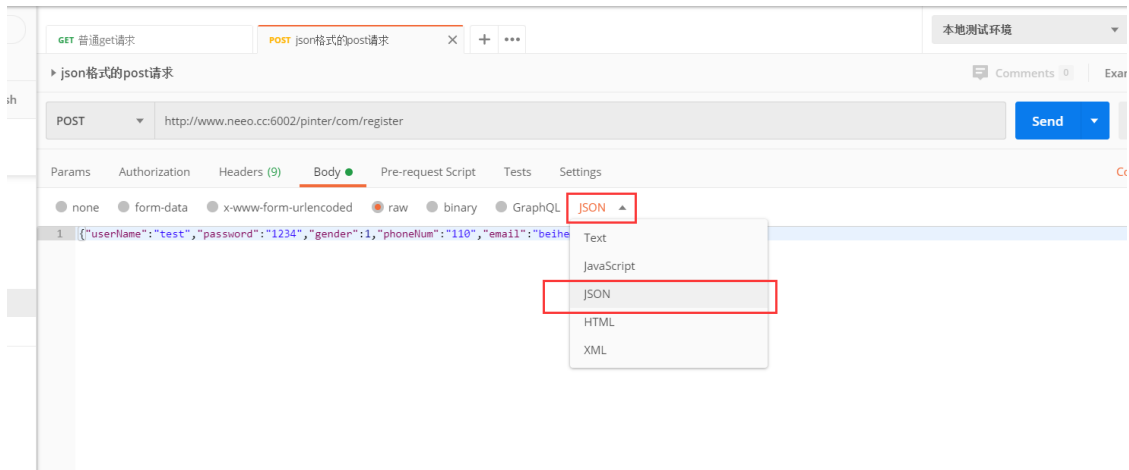 GET 普通get请求 POST json格式的post请求 本地测试环境
json格式的post请求 Comments 0
POST http://www.neeo.cc:6002/pinter/com/register Send
Params Authorization Headers (9) Body Pre-request Script Tests Settings
none form-data x-www-form-urlencoded raw binary GraphQL JSON
1 {"userName":"test","password":"1234","gender":1,"phoneNum":"110","email":"beihe
Text
JavaScript
JSON
HTML
XML